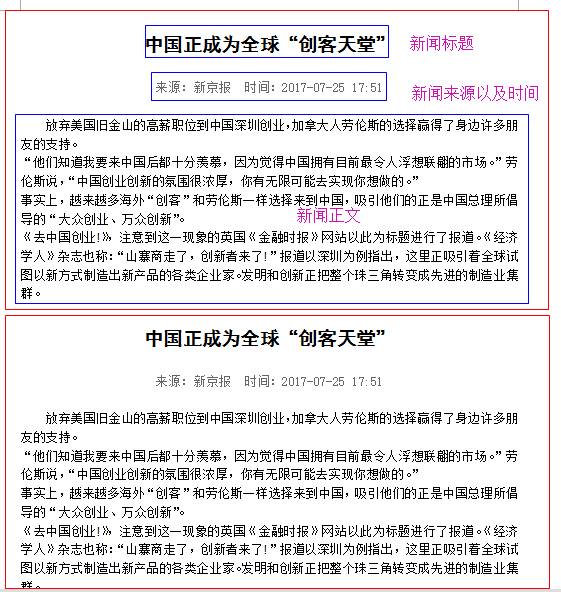 中国正成为全球“创客天堂”
新闻标题
来源：新京报 时间：2017-07-25 17:51
新闻来源以及时间
放弃美国旧金山的高薪职位到中国深圳创业，加拿大人劳伦斯的选择赢得了身边许多朋
友的支持。
“他们知道我要来中国后都十分羡慕，因为觉得中国拥有目前最令人浮想联翩的市场。”劳
伦斯说，“中国创业创新的氛围很浓厚，你有无限可能去实现你想做的。”
事实上，越来越多海外“创客”和劳伦斯一样选择来到中国，吸引他们的正是中国总理所倡
导的“大众创业、万众创新”。
新闻正文
《去中国创业!》，注意到这一现象的英国《金融时报》网站以此为标题进行了报道。《经济
学人》杂志也称：“山寨商走了，创新者来了!”报道以深圳为例指出，这里正吸引着全球试
图以新方式制造出新产品的各类企业家。发明和创新正把整个珠三角转变成先进的制造业集
群。
中国正成为全球“创客天堂”
来源：新京报 时间：2017-07-25 17:51
放弃美国旧金山的高薪职位到中国深圳创业，加拿大人劳伦斯的选择赢得了身边许多朋
友的支持。
“他们知道我要来中国后都十分羡慕，因为觉得中国拥有目前最令人浮想联翩的市场。”劳
伦斯说，“中国创业创新的氛围很浓厚，你有无限可能去实现你想做的。”
事实上，越来越多海外“创客”和劳伦斯一样选择来到中国，吸引他们的正是中国总理所倡
导的“大众创业、万众创新”。
《去中国创业!》，注意到这一现象的英国《金融时报》网站以此为标题进行了报道。《经济
学人》杂志也称：“山寨商走了，创新者来了!”报道以深圳为例指出，这里正吸引着全球试
图以新方式制造出新产品的各类企业家。发明和创新正把整个珠三角转变成先进的制造业集
群。